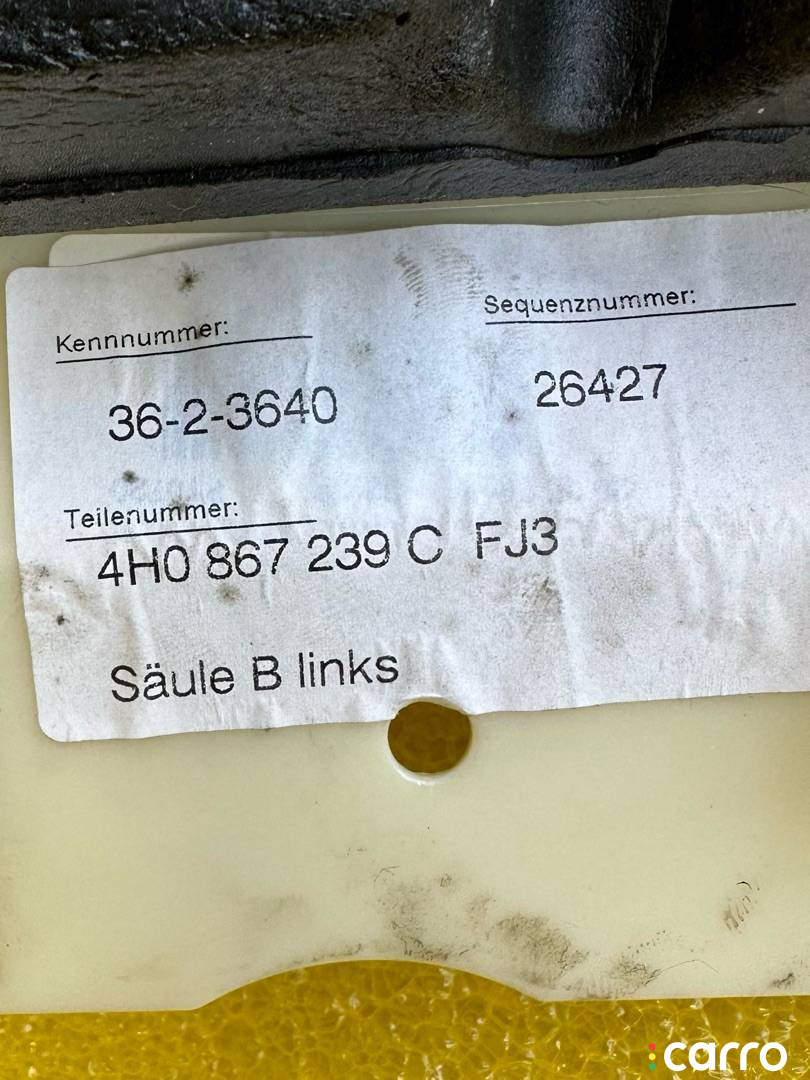 Kennnummer:
Sequenznummer:
36-2-3640
26427
Teilenummer:
4H0 867 239 C FJ3
Säule B links
carro